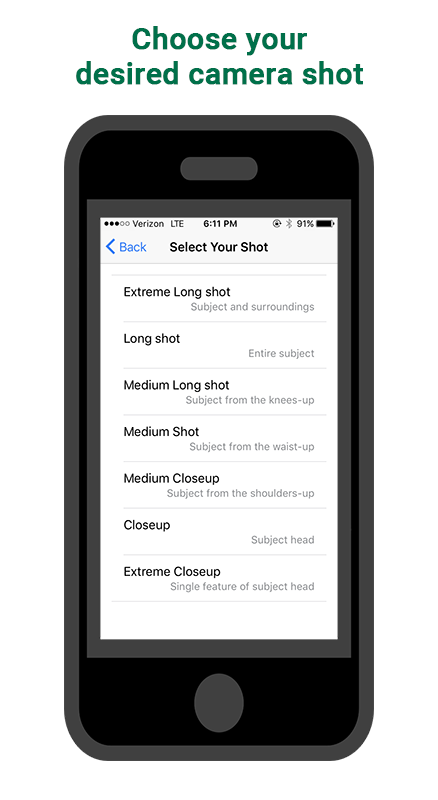 Choose your
desired camera shot
Verizon LTE 6:11 PM 91%
Back Select Your Shot
Extreme Long shot
Subject and surroundings
Long shot
Entire subject
Medium Long shot
Subject from the knees-up
Medium Shot
Subject from the waist-up
Medium Closeup
Subject from the shoulders-up
Closeup
Subject head
Extreme Closeup
Single feature of subject head